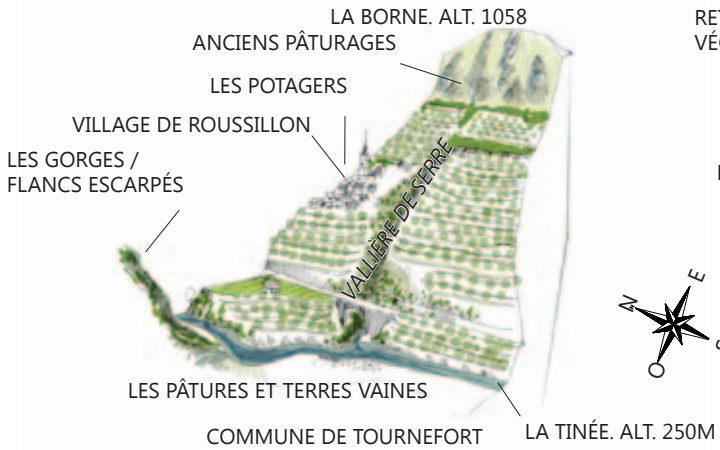 LA BORNE. ALT. 1058
ANCIENS PÂTURAGES
LES POTAGERS
VILLAGE DE ROUSSILLON
LES GORGES /
FLANCS ESCARPÉS
VALLIÈRE DE SERRE
LES PÂTURES ET TERRES VAINES
COMMUNE DE TOURNEFORT
LA TINÉE. ALT. 250M
N
E
O